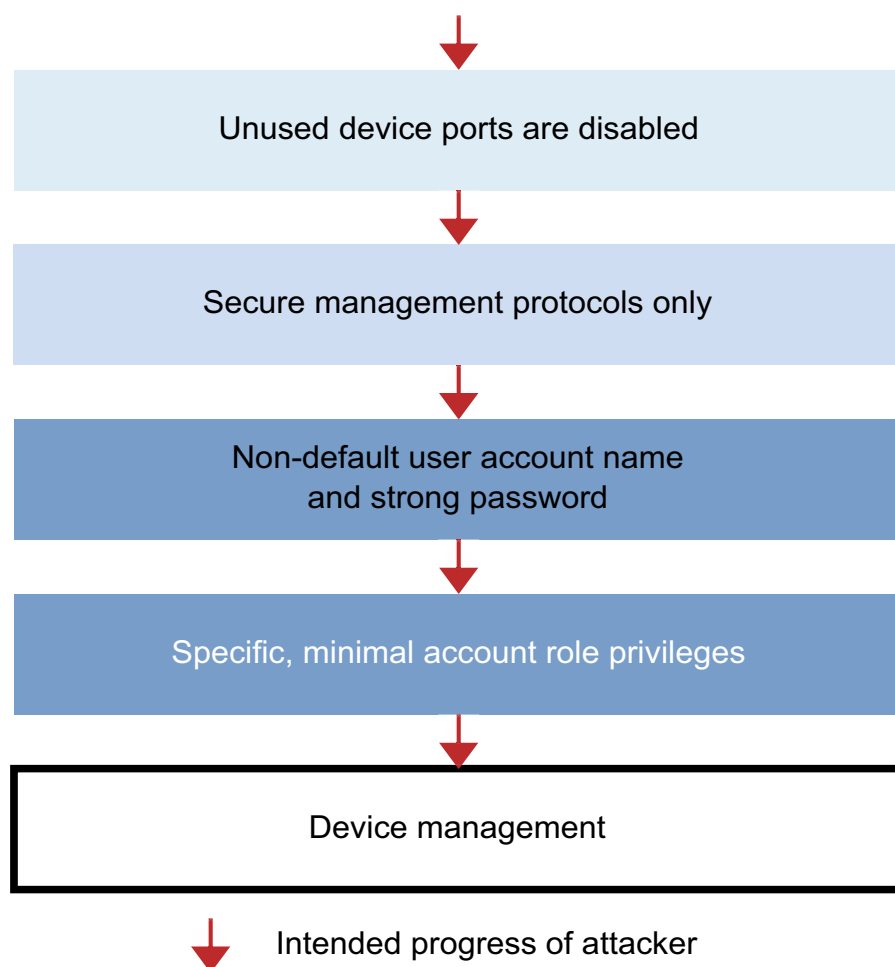 Unused device ports are disabled
Secure management protocols only
Non-default user account name
and strong password
Specific, minimal account role privileges
Device management
Intended progress of attacker